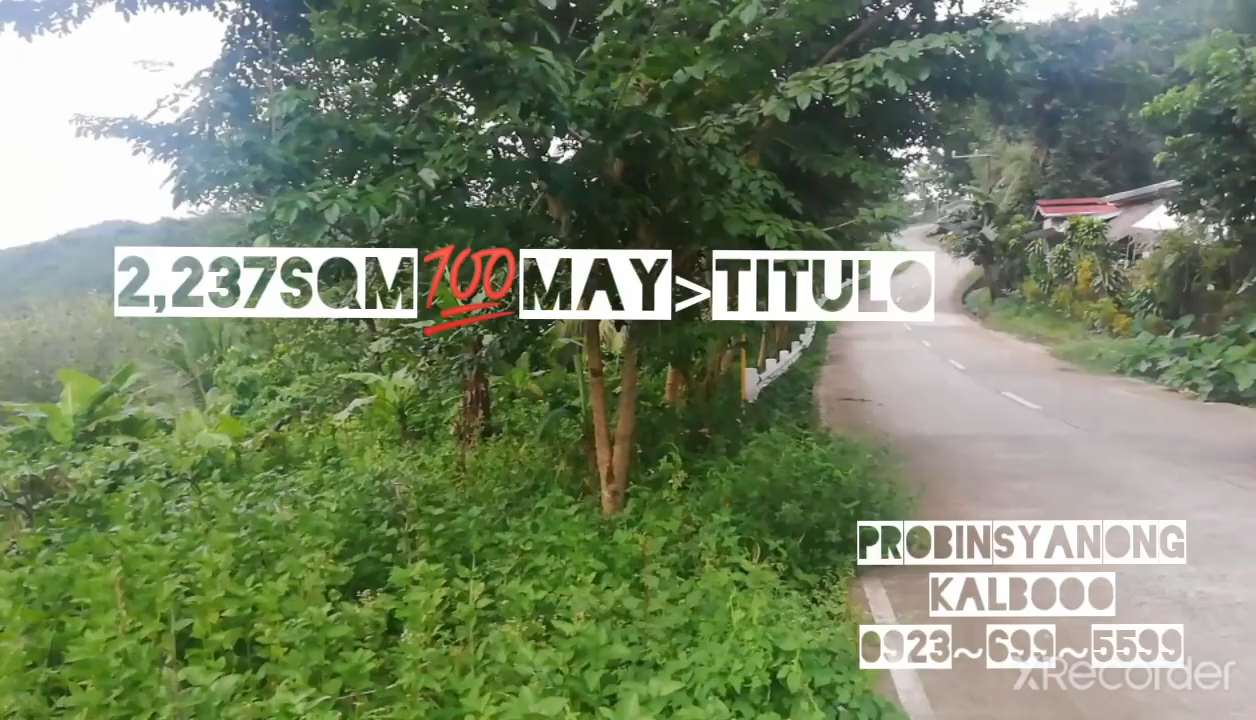 2,237SQM💯MAY>TITULO
PROBINSYANONG
KALBOOO
0923~699~5599
XRecorder